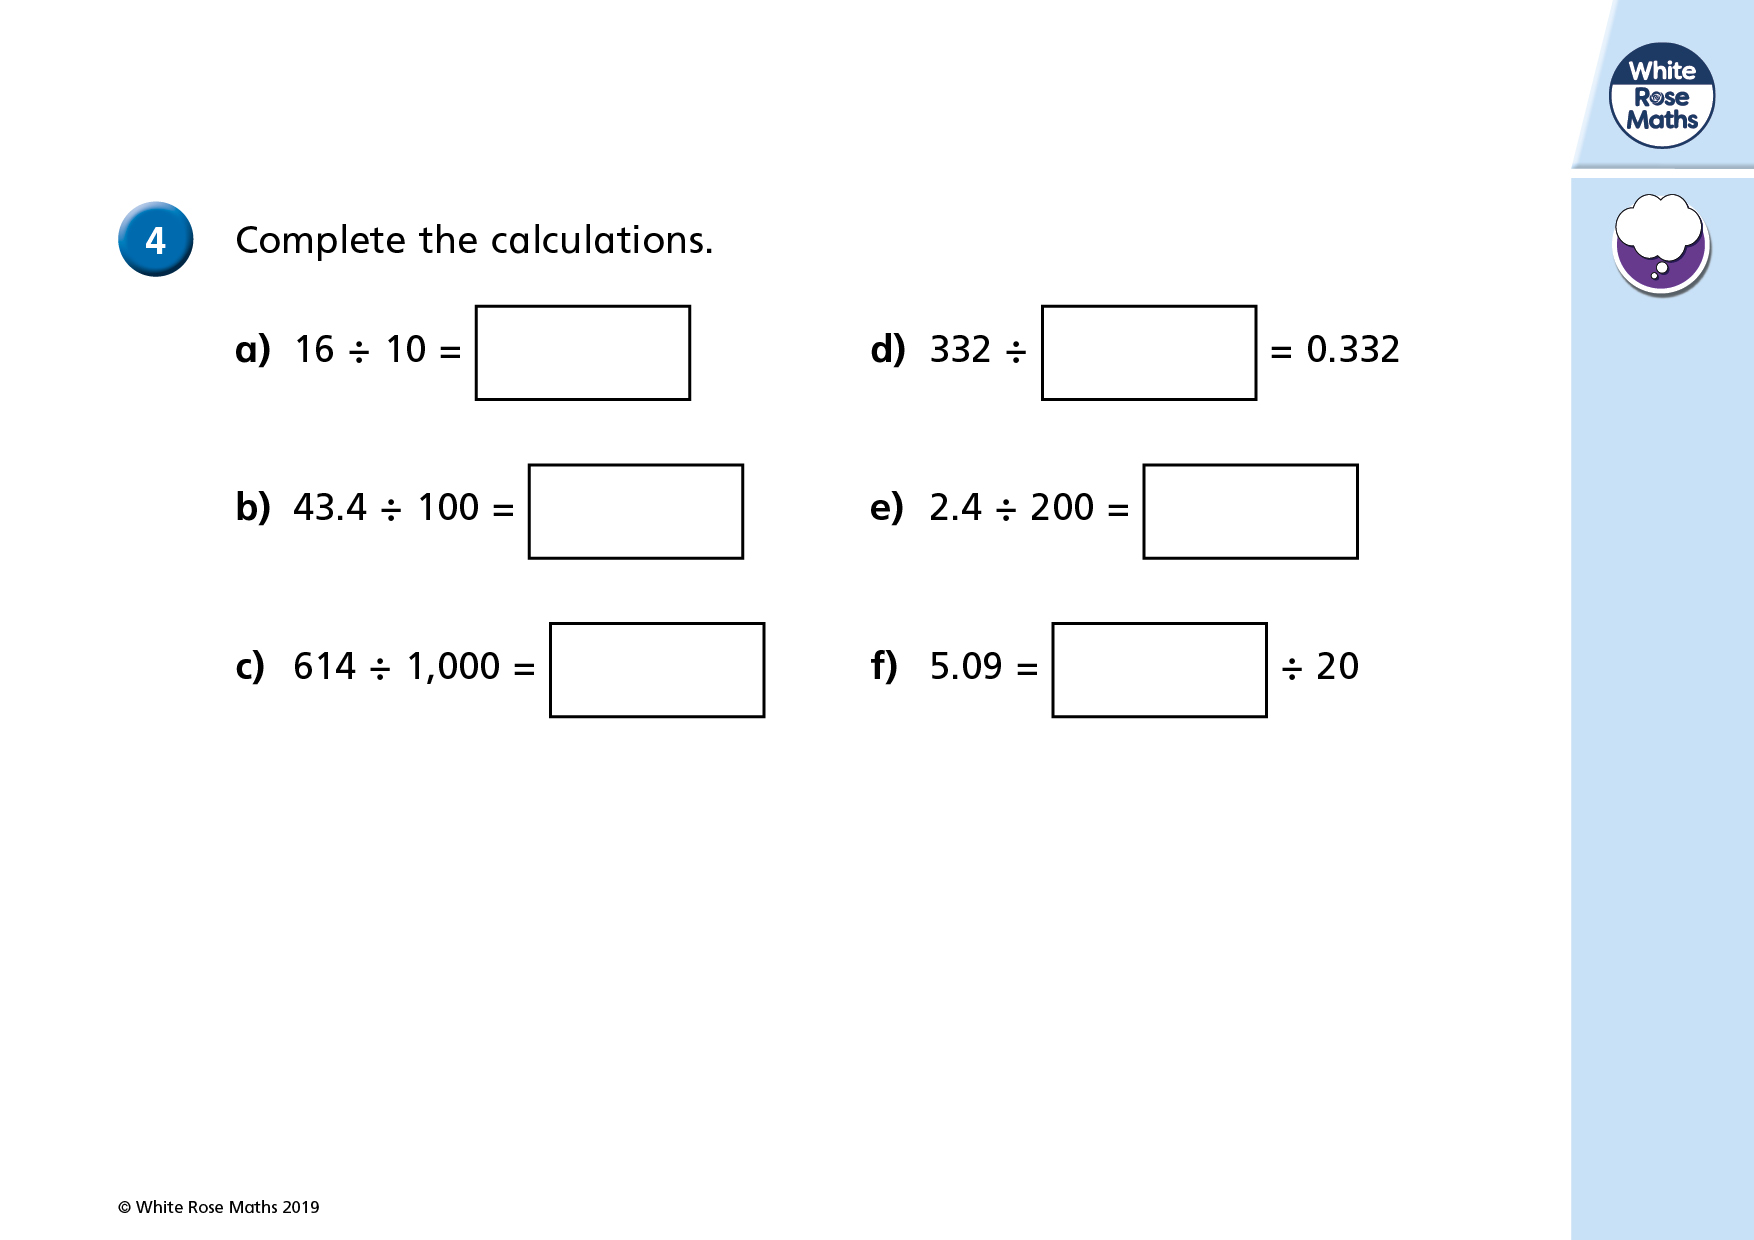 White
Rose
Maths
4 Complete the calculations.
a) 16 ÷ 10 =
d) 332 ÷ = 0.332
b) 43.4 ÷ 100 =
e) 2.4 ÷ 200 =
c) 614 ÷ 1,000 =
f) 5.09 = ÷ 20
© White Rose Maths 2019